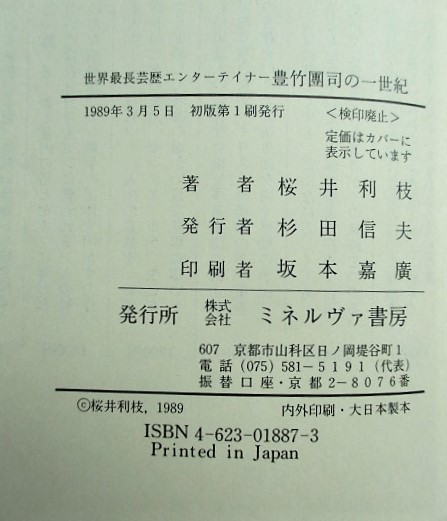 世界最長芸歴エンターテイナー豊竹團司の一世紀
1989年3月5日 初版第1刷発行 〈検印廃止〉
定価はカバーに
表示しています
著者 桜井利枝
発行者 杉田信夫
印刷者 坂本嘉廣
発行所 株式会社 ミネルヴァ書房
607 京都市山科区日ノ岡堤谷町1
電話 (075) 581-5191 (代表)
振替口座・京都2-8076番
©桜井利枝, 1989 内外印刷・大日本製本
ISBN 4-623-01887-3
Printed in Japan